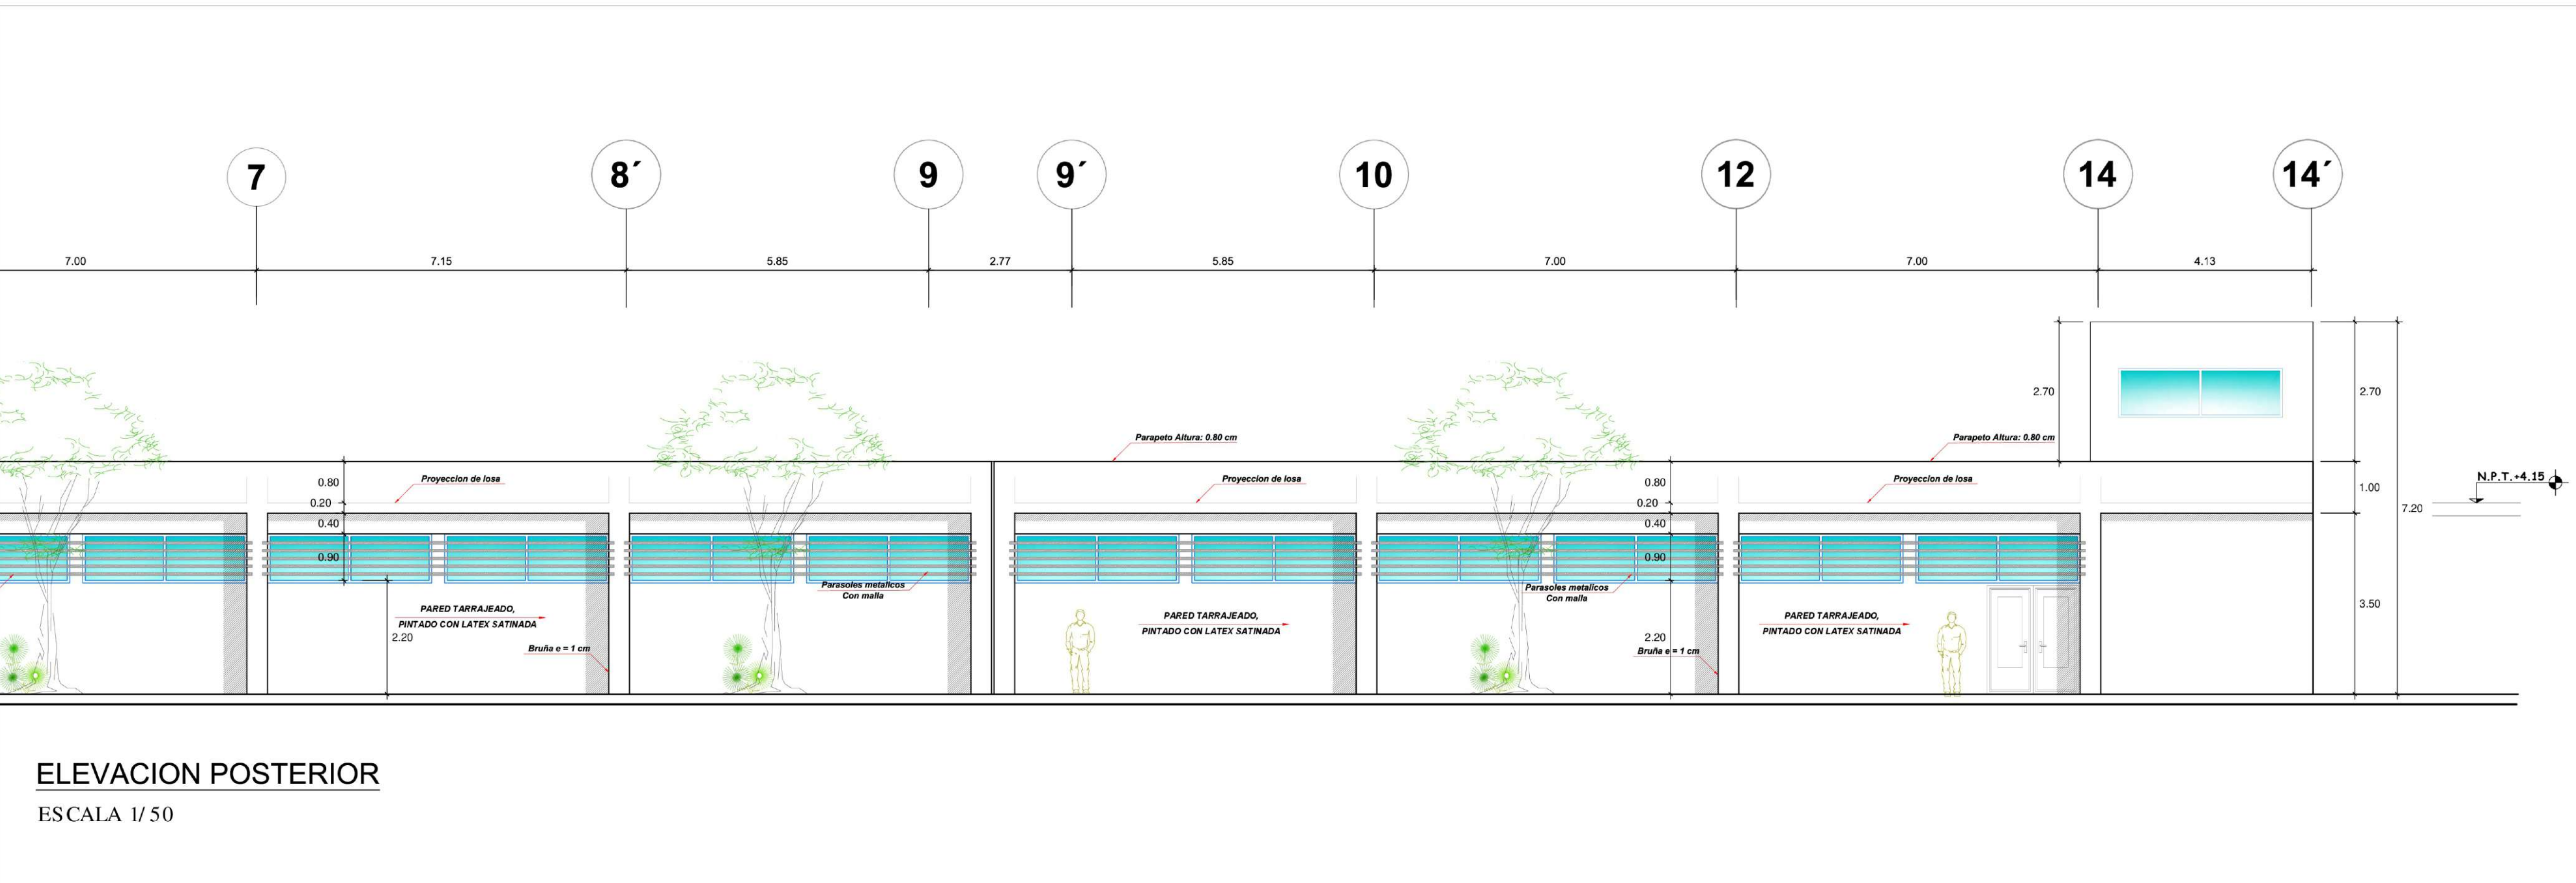 7
8´
9
9´
10
12
14
14´
7.00
7.15
5.85
2.77
5.85
7.00
7.00
4.13
2.70
2.70
Parapeto Altura: 0.80 cm
Parapeto Altura: 0.80 cm
0.80
Proyeccion de losa
Proyeccion de losa
0.80
Proyeccion de losa
N.P.T.+4.15
1.00
0.20
0.20
7.20
0.40
0.40
0.90
0.90
Parasoles metalicos
Con malla
Parasoles metalicos
Con malla
3.50
PARED TARRAJEADO,
PINTADO CON LATEX SATINADA
PARED TARRAJEADO,
PINTADO CON LATEX SATINADA
PARED TARRAJEADO,
PINTADO CON LATEX SATINADA
2.20
2.20
Bruña e = 1 cm
Bruña e = 1 cm
ELEVACION POSTERIOR
ESCALA 1/50